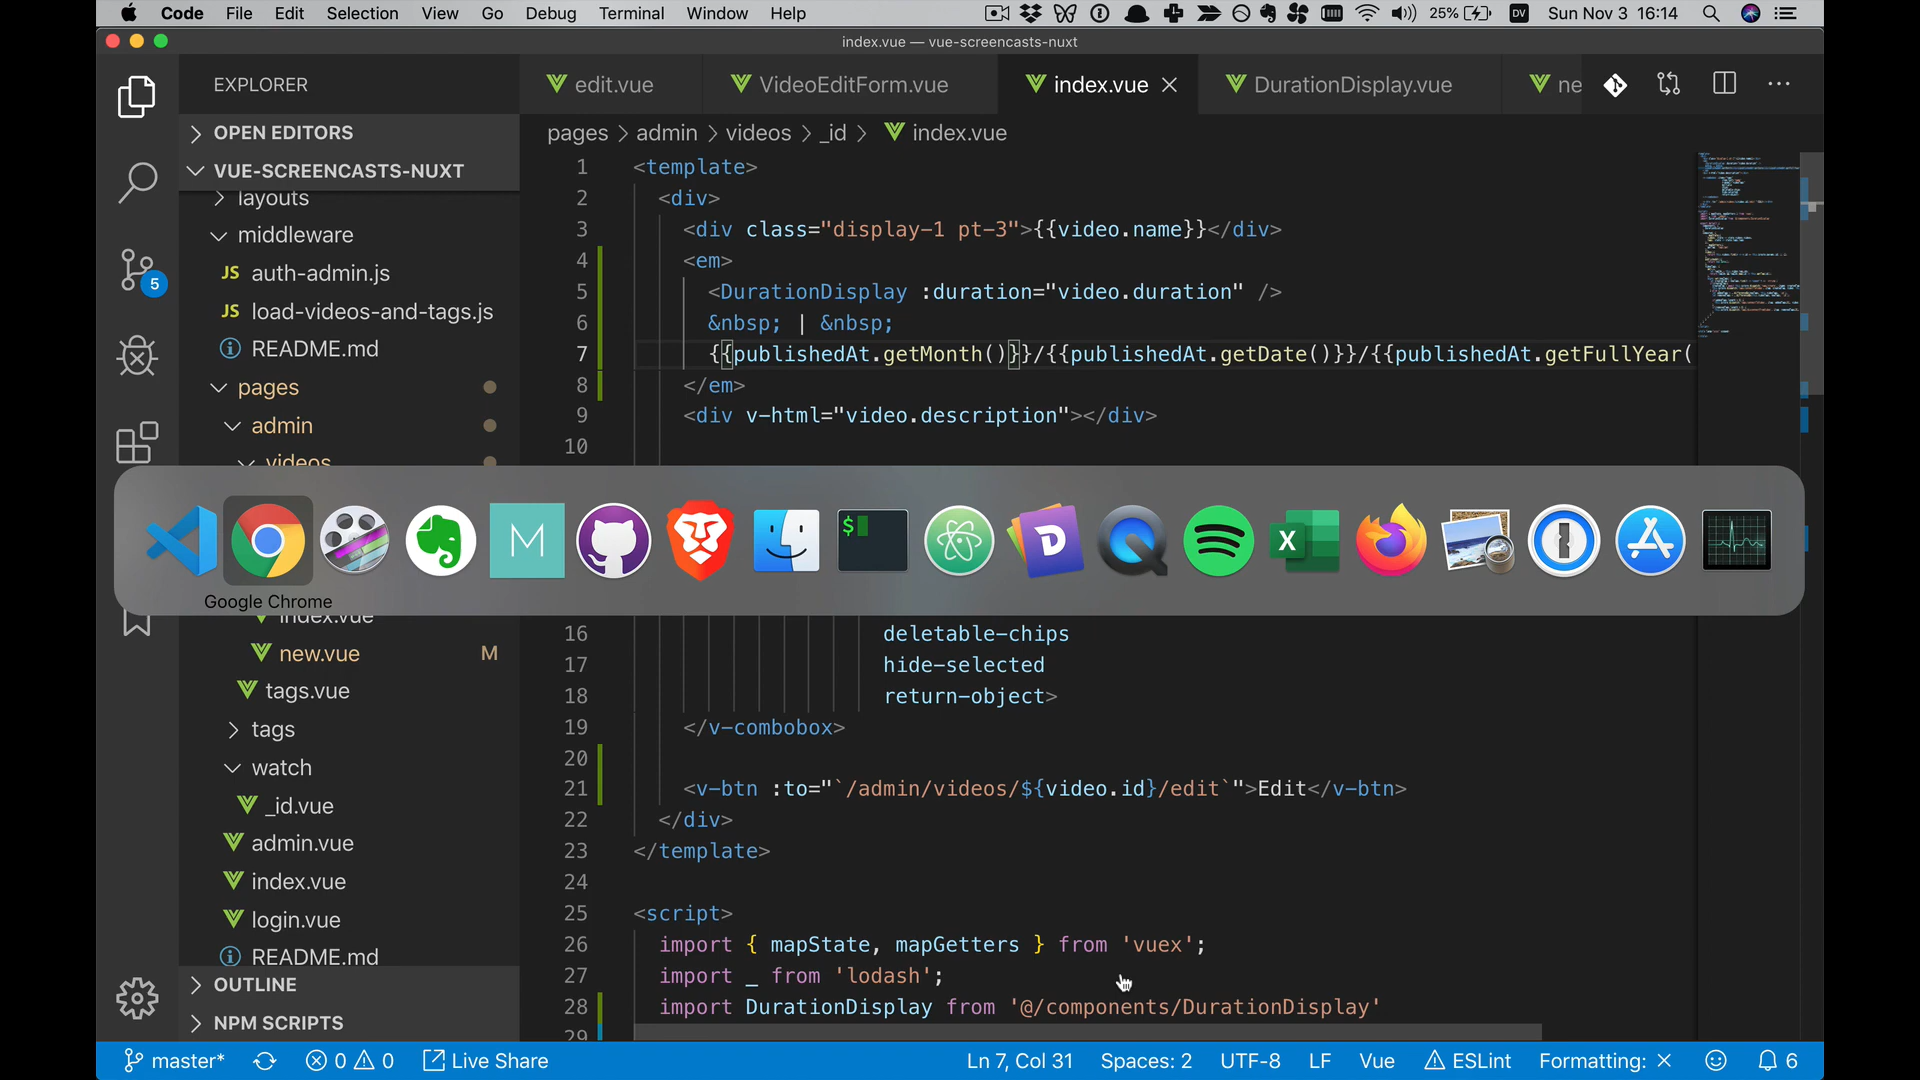 Code File Edit Selection View Go Debug Terminal Window Help 25% DV Sun Nov 3 16:14
index.vue — vue-screencasts-nuxt
EXPLORER
edit.vue VideoEditForm.vue index.vue DurationDisplay.vue ne
OPEN EDITORS
pages > admin > videos > _id > index.vue
VUE-SCREENCASTS-NUXT
layouts
middleware
auth-admin.js
load-videos-and-tags.js
README.md
pages
admin
videos
5
1 <template>
2 <div>
3 <div class="display-1 pt-3">{{video.name}}</div>
4 <em>
5 <DurationDisplay :duration="video.duration" />
6 &nbsp; | &nbsp;
7 {{publishedAt.getMonth()}}/{{publishedAt.getDate()}}/{{publishedAt.getFullYear(
8 </em>
9 <div v-html="video.description"></div>
10
Google Chrome
index.vue
new.vue M
tags.vue
tags
watch
_id.vue
admin.vue
index.vue
login.vue
README.md
OUTLINE
NPM SCRIPTS
16 deletable-chips
17 hide-selected
18 return-object>
19 </v-combobox>
20
21 <v-btn :to="`/admin/videos/${video.id}/edit`">Edit</v-btn>
22 </div>
23 </template>
24
25 <script>
26 import { mapState, mapGetters } from 'vuex';
27 import _ from 'lodash';
28 import DurationDisplay from '@/components/DurationDisplay'
29
master* 0 0 Live Share Ln 7, Col 31 Spaces: 2 UTF-8 LF Vue ESLint Formatting: × 6